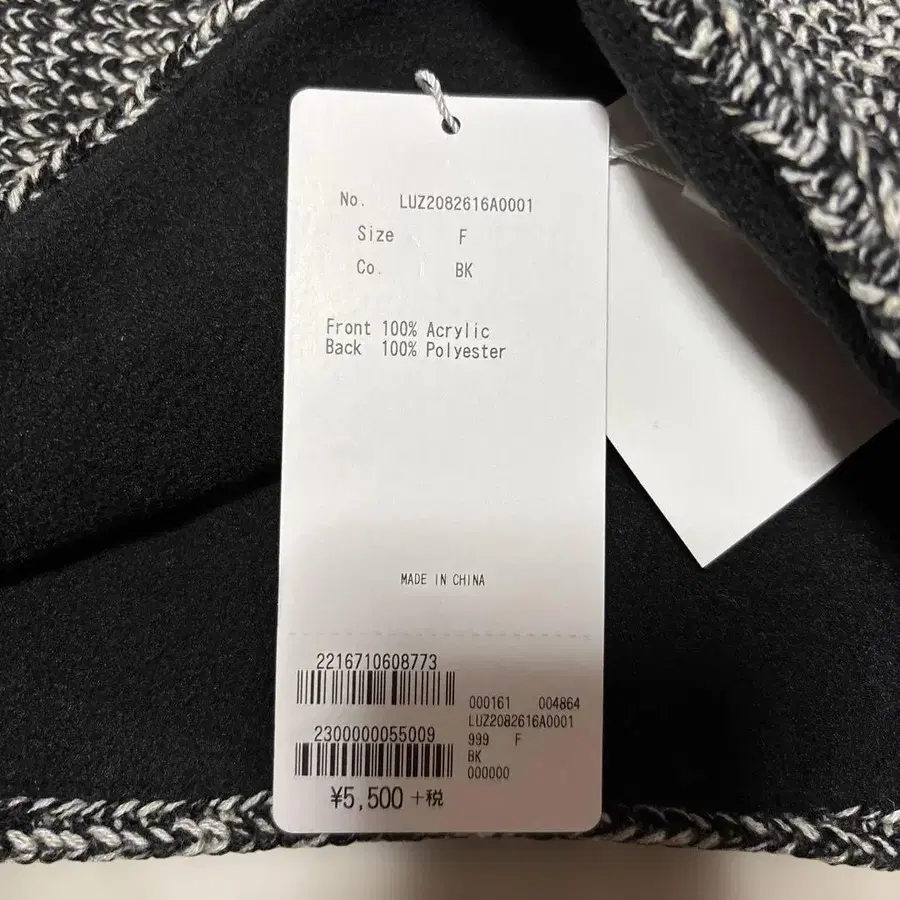 No. LUZ2082616A0001
Size F
Co. BK
Front 100% Acrylic
Back 100% Polyester
MADE IN CHINA
2216710608773
000161 004864
LUZ2082616A0001
2300000055009
999 F
BK
000000
¥5,500+税